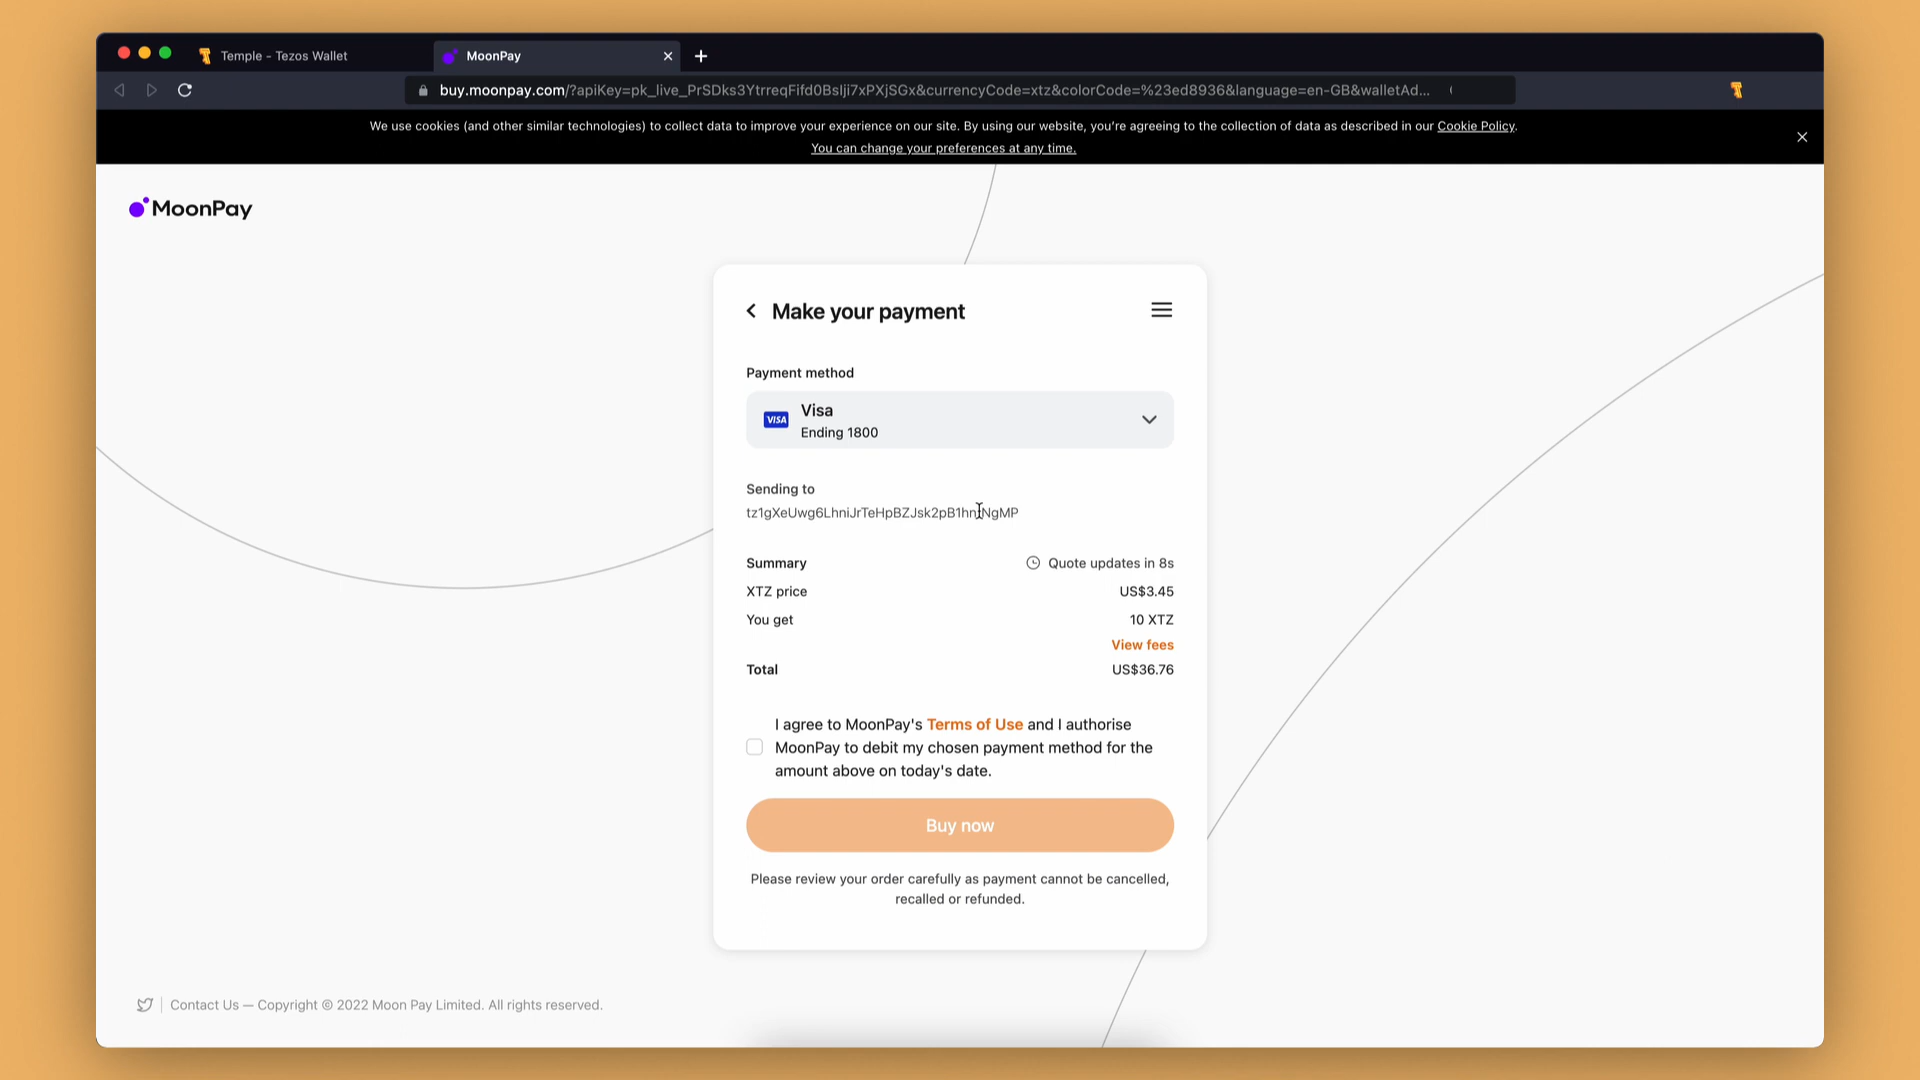 Temple - Tezos Wallet
MoonPay
buy.moonpay.com/?apiKey=pk_live_PrSDks3YtrreqFifd0BsIji7xPXjSGx&currencyCode=xtz&colorCode=%23ed8936&language=en-GB&walletAd...
We use cookies (and other similar technologies) to collect data to improve your experience on our site. By using our website, you're agreeing to the collection of data as described in our Cookie Policy.
You can change your preferences at any time.
MoonPay
Make your payment
Payment method
VISA
Visa
Ending 1800
Sending to
Summary
Quote updates in 8s
XTZ price
US$3.45
You get
10 XTZ
View fees
Total
US$36.76
I agree to MoonPay's Terms of Use and I authorise
MoonPay to debit my chosen payment method for the
amount above on today's date.
Buy now
Please review your order carefully as payment cannot be cancelled,
recalled or refunded.
Contact Us — Copyright © 2022 Moon Pay Limited. All rights reserved.